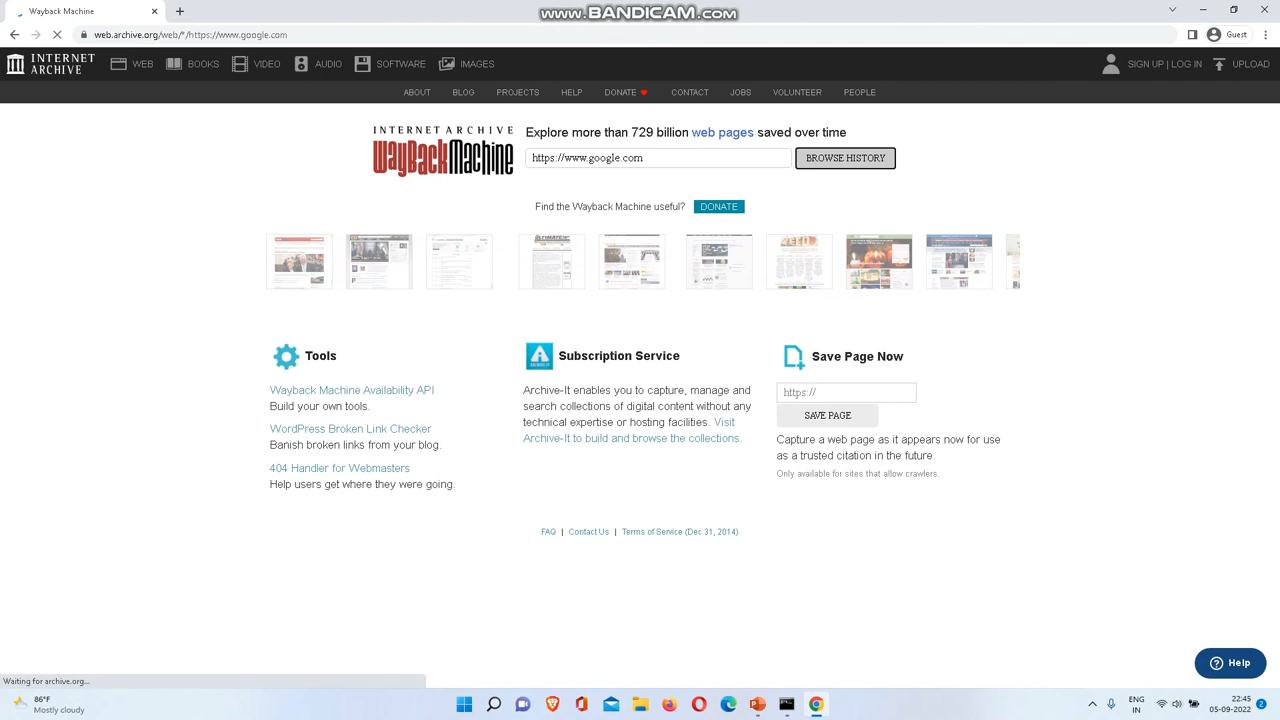 www.BANDICAM.com
Wayback Machine
web.archive.org/web/*/https://www.google.com
Guest
INTERNET ARCHIVE
WEB
BOOKS
VIDEO
AUDIO
SOFTWARE
IMAGES
SIGN UP | LOG IN
UPLOAD
ABOUT
BLOG
PROJECTS
HELP
DONATE
CONTACT
JOBS
VOLUNTEER
PEOPLE
INTERNET ARCHIVE
WayBackMachine
Explore more than 729 billion web pages saved over time
https://www.google.com
BROWSE HISTORY
Find the Wayback Machine useful?
DONATE
Tools
Wayback Machine Availability API
Build your own tools.
WordPress Broken Link Checker
Banish broken links from your blog.
404 Handler for Webmasters
Help users get where they were going.
Subscription Service
Archive-It enables you to capture, manage and
search collections of digital content without any
technical expertise or hosting facilities. Visit
Archive-It to build and browse the collections.
Save Page Now
https://
SAVE PAGE
Capture a web page as it appears now for use
as a trusted citation in the future.
Only available for sites that allow crawlers.
FAQ | Contact Us | Terms of Service (Dec 31, 2014)
Help
Waiting for archive.org...
86°F
Mostly cloudy
ENG
IN
22:45
05-09-2022
2